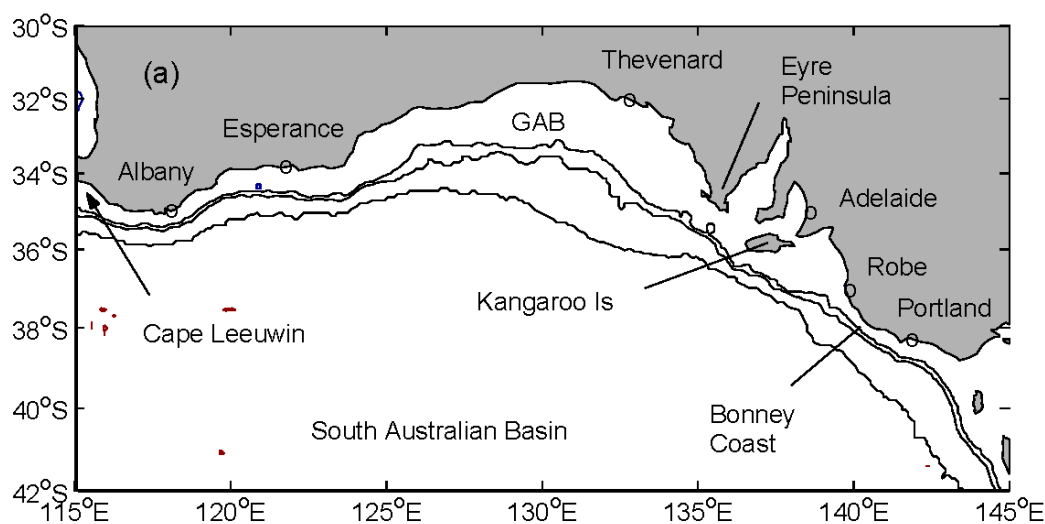 30°S
(a)
Thevenard
Eyre
Peninsula
32°S
GAB
Esperance
34°S
Albany
Adelaide
36°S
Robe
Kangaroo Is
Portland
38°S
Cape Leeuwin
40°S
Bonney
Coast
South Australian Basin
42°S
115°E
120°E
125°E
130°E
135°E
140°E
145°E